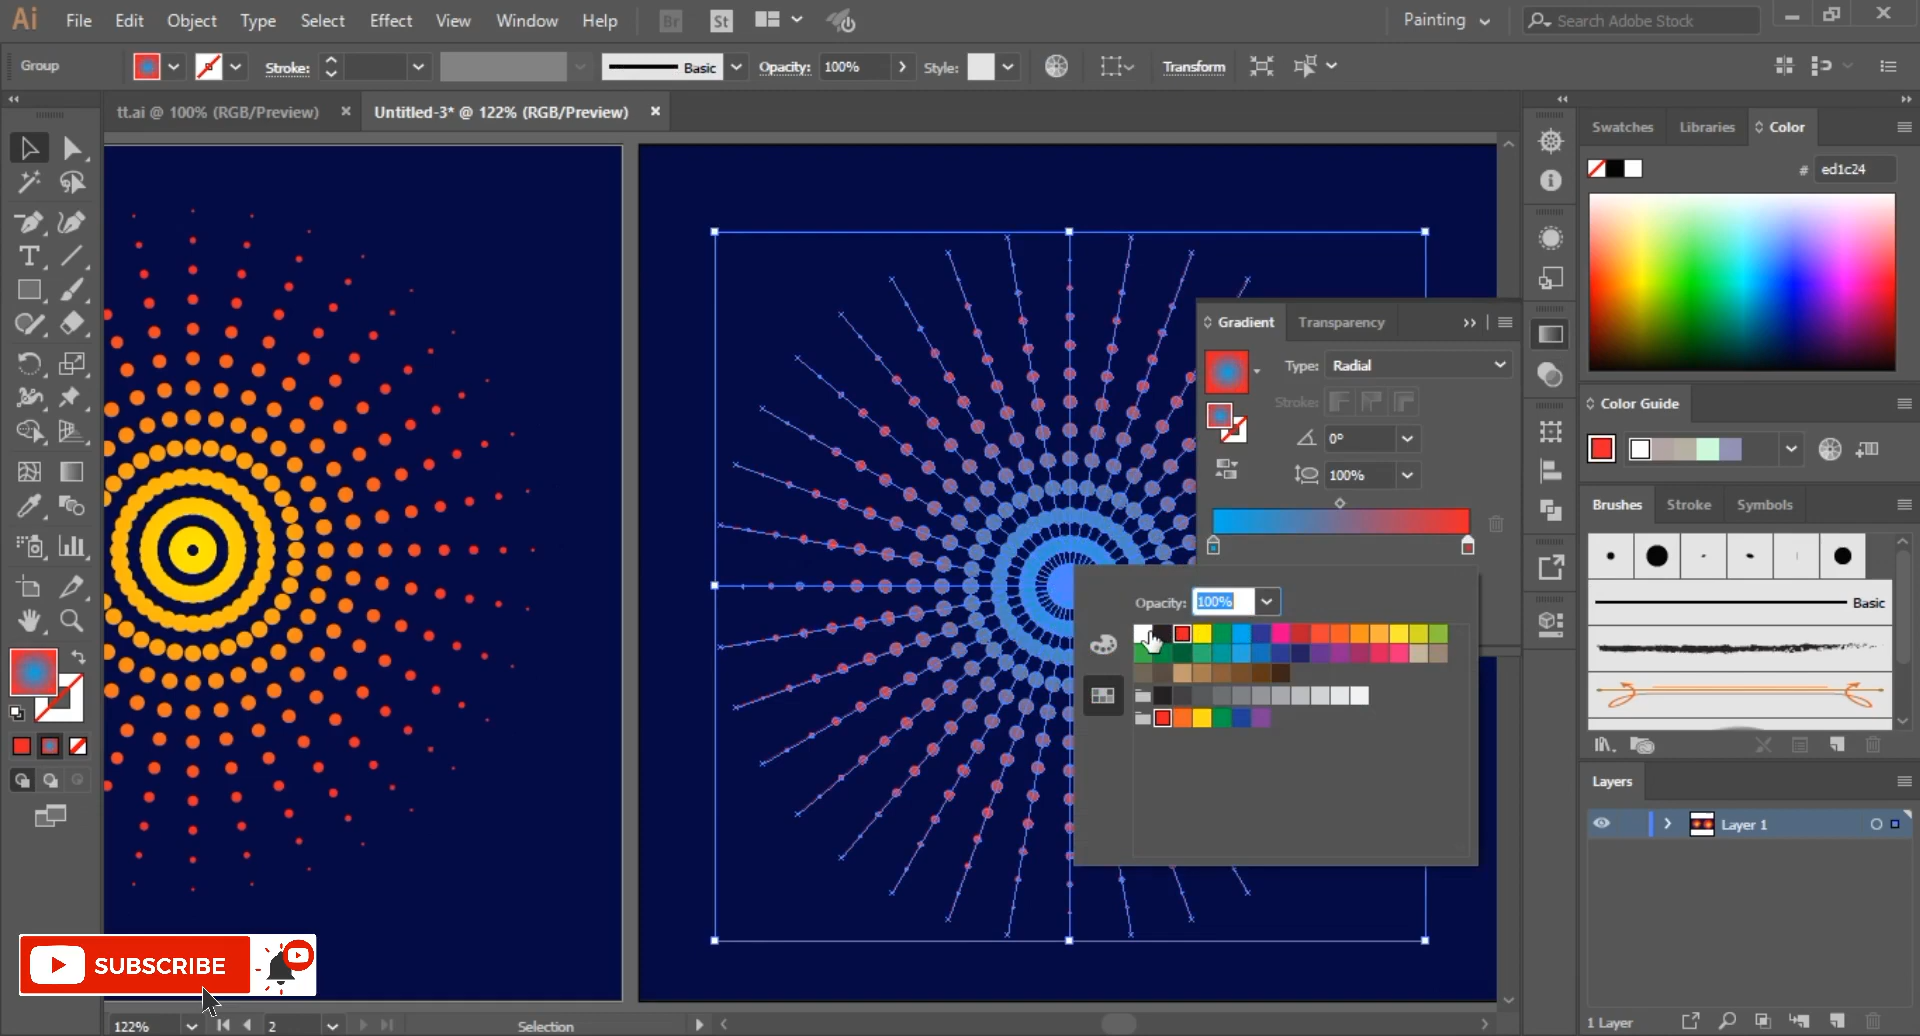 Ai File Edit Object Type Select Effect View Window Help Br St Painting Search Adobe Stock
Group Stroke: Basic Opacity: 100% Style: Transform
tt.ai @ 100% (RGB/Preview) × Untitled-3* @ 122% (RGB/Preview) ×
Swatches Libraries Color
# ed1c24
Gradient Transparency
Type: Radial
Stroke:
0°
100%
Color Guide
Brushes Stroke Symbols
Basic
Opacity: 100%
Layers
Layer 1
SUBSCRIBE
122% 2 Selection
1 Layer